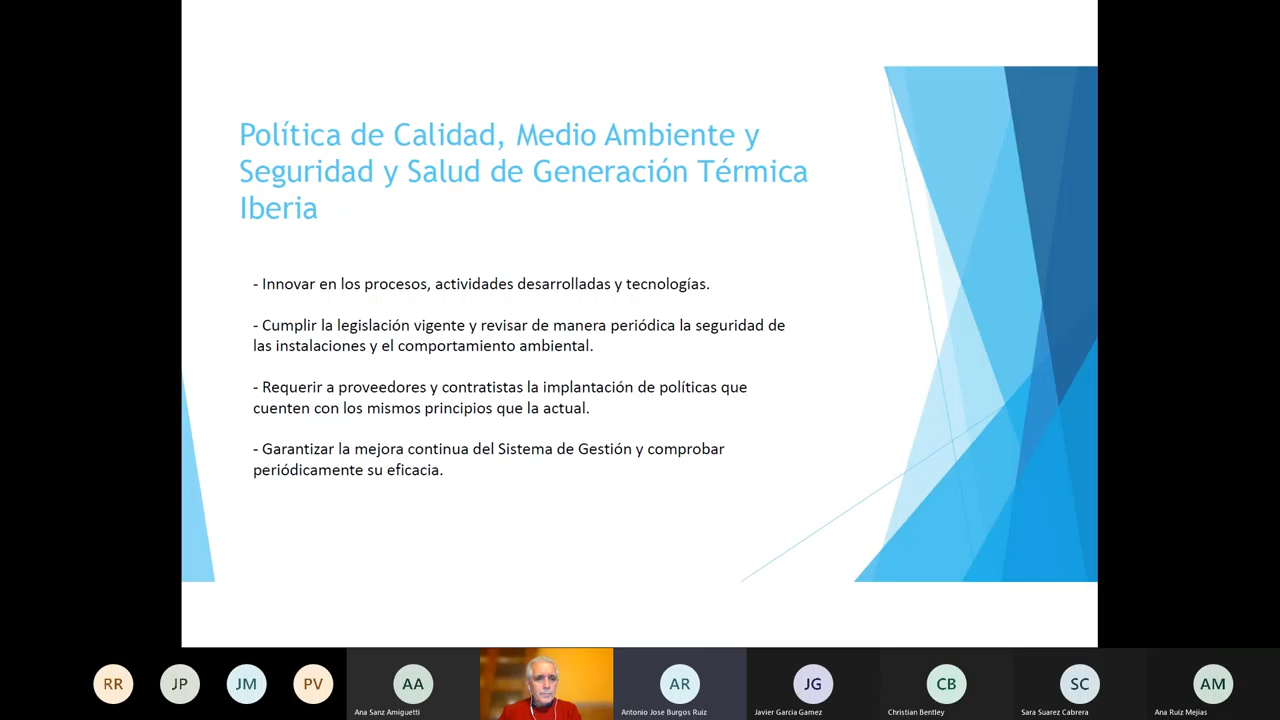 Política de Calidad, Medio Ambiente y
Seguridad y Salud de Generación Térmica
Iberia
- Innovar en los procesos, actividades desarrolladas y tecnologías.
- Cumplir la legislación vigente y revisar de manera periódica la seguridad de
las instalaciones y el comportamiento ambiental.
- Requerir a proveedores y contratistas la implantación de políticas que
cuenten con los mismos principios que la actual.
- Garantizar la mejora continua del Sistema de Gestión y comprobar
periódicamente su eficacia.
RR
JP
JM
PV
AA
AR
JG
CB
SC
AM
Ana Sanz Amiguetti
Antonio Jose Burgos Ruiz
Javier Garcia Gamez
Christian Bentley
Sara Suarez Cabrera
Ana Ruiz Mejias